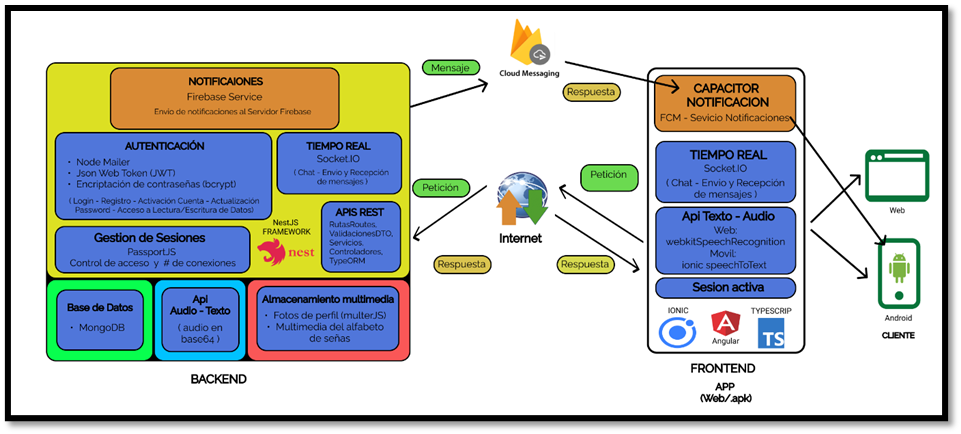 NOTIFICAIONES
Firebase Service
Envio de notificaciones al Servidor Firebase
AUTENTICACIÓN
• Node Mailer
• Json Web Token (JWT)
• Encriptación de contraseñas (bcrypt)
( Login - Registro - Activación Cuenta - Actualización
Password - Acceso a Lectura/Escritura de Datos)
TIEMPO REAL
Socket.IO
( Chat - Envio y Recepción
de mensajes )
Gestion de Sesiones
PassportJS
Control de acceso y # de conexiones
NestJS
FRAMEWORK
nest
APIS REST
RutasRoutes,
ValidacionesDTO,
Servicios,
Controladores,
TypeORM
Base de Datos
• MongoDB
Api
Audio - Texto
( audio en
base64 )
Almacenamiento multimedia
• Fotos de perfil (multerJS)
• Multimedia del alfabeto
de señas
BACKEND
Mensaje
Cloud Messaging
Respuesta
Petición
Petición
Internet
Respuesta
Respuesta
CAPACITOR
NOTIFICACION
FCM - Sevicio Notificaciones
TIEMPO REAL
Socket.IO
( Chat - Envio y Recepción
de mensajes )
Api Texto - Audio
Web:
webkitSpeechRecognition
Movil:
ionic speechToText
Sesion activa
IONIC
Angular
TYPESCRIP
TS
FRONTEND
APP
(Web/.apk)
Web
Android
CLIENTE